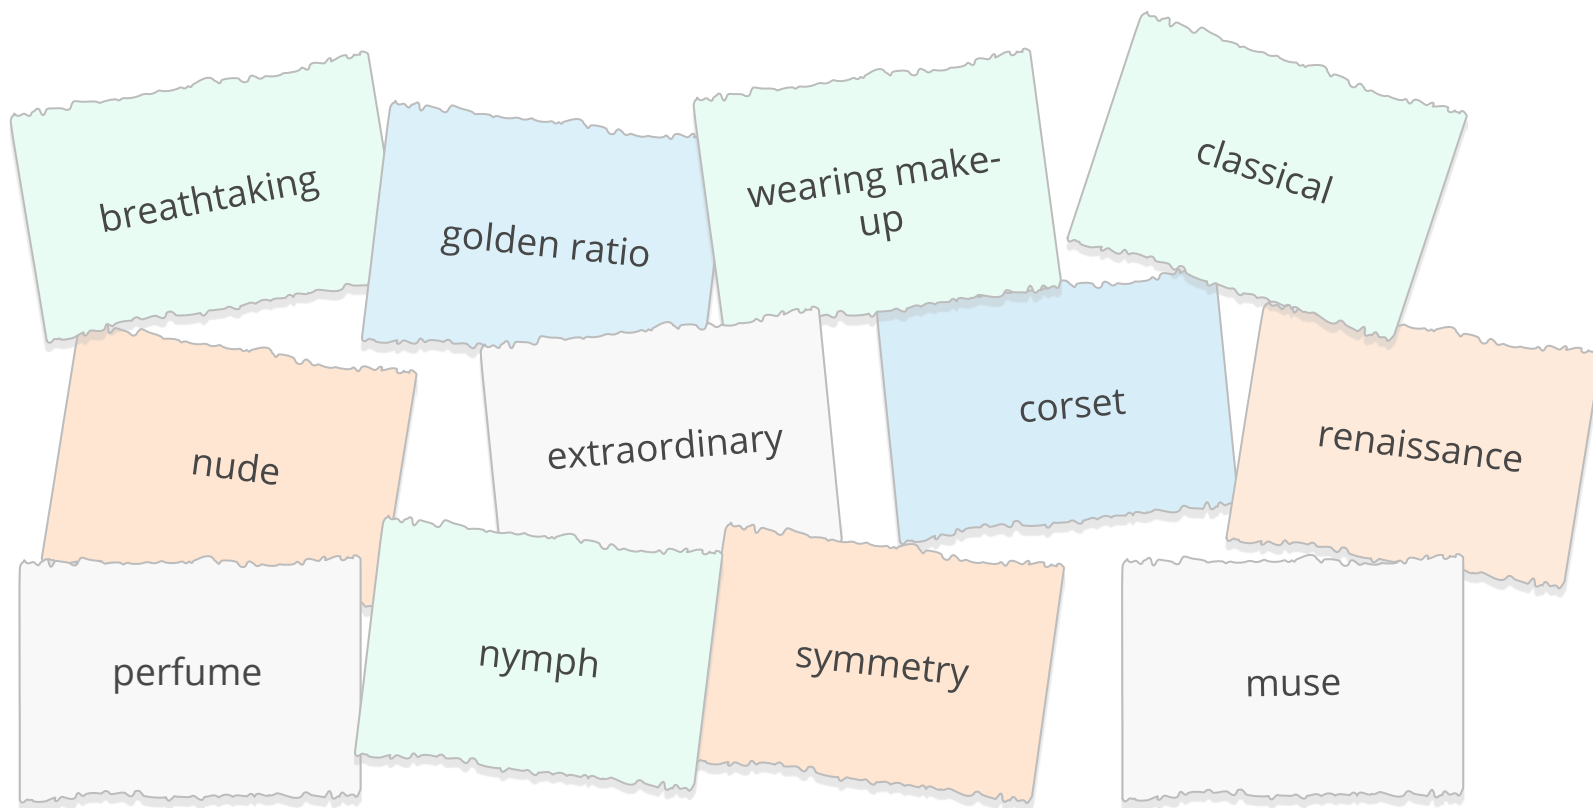 breathtaking
golden ratio
wearing make-
up
classical
nude
extraordinary
corset
renaissance
perfume
nymph
symmetry
muse